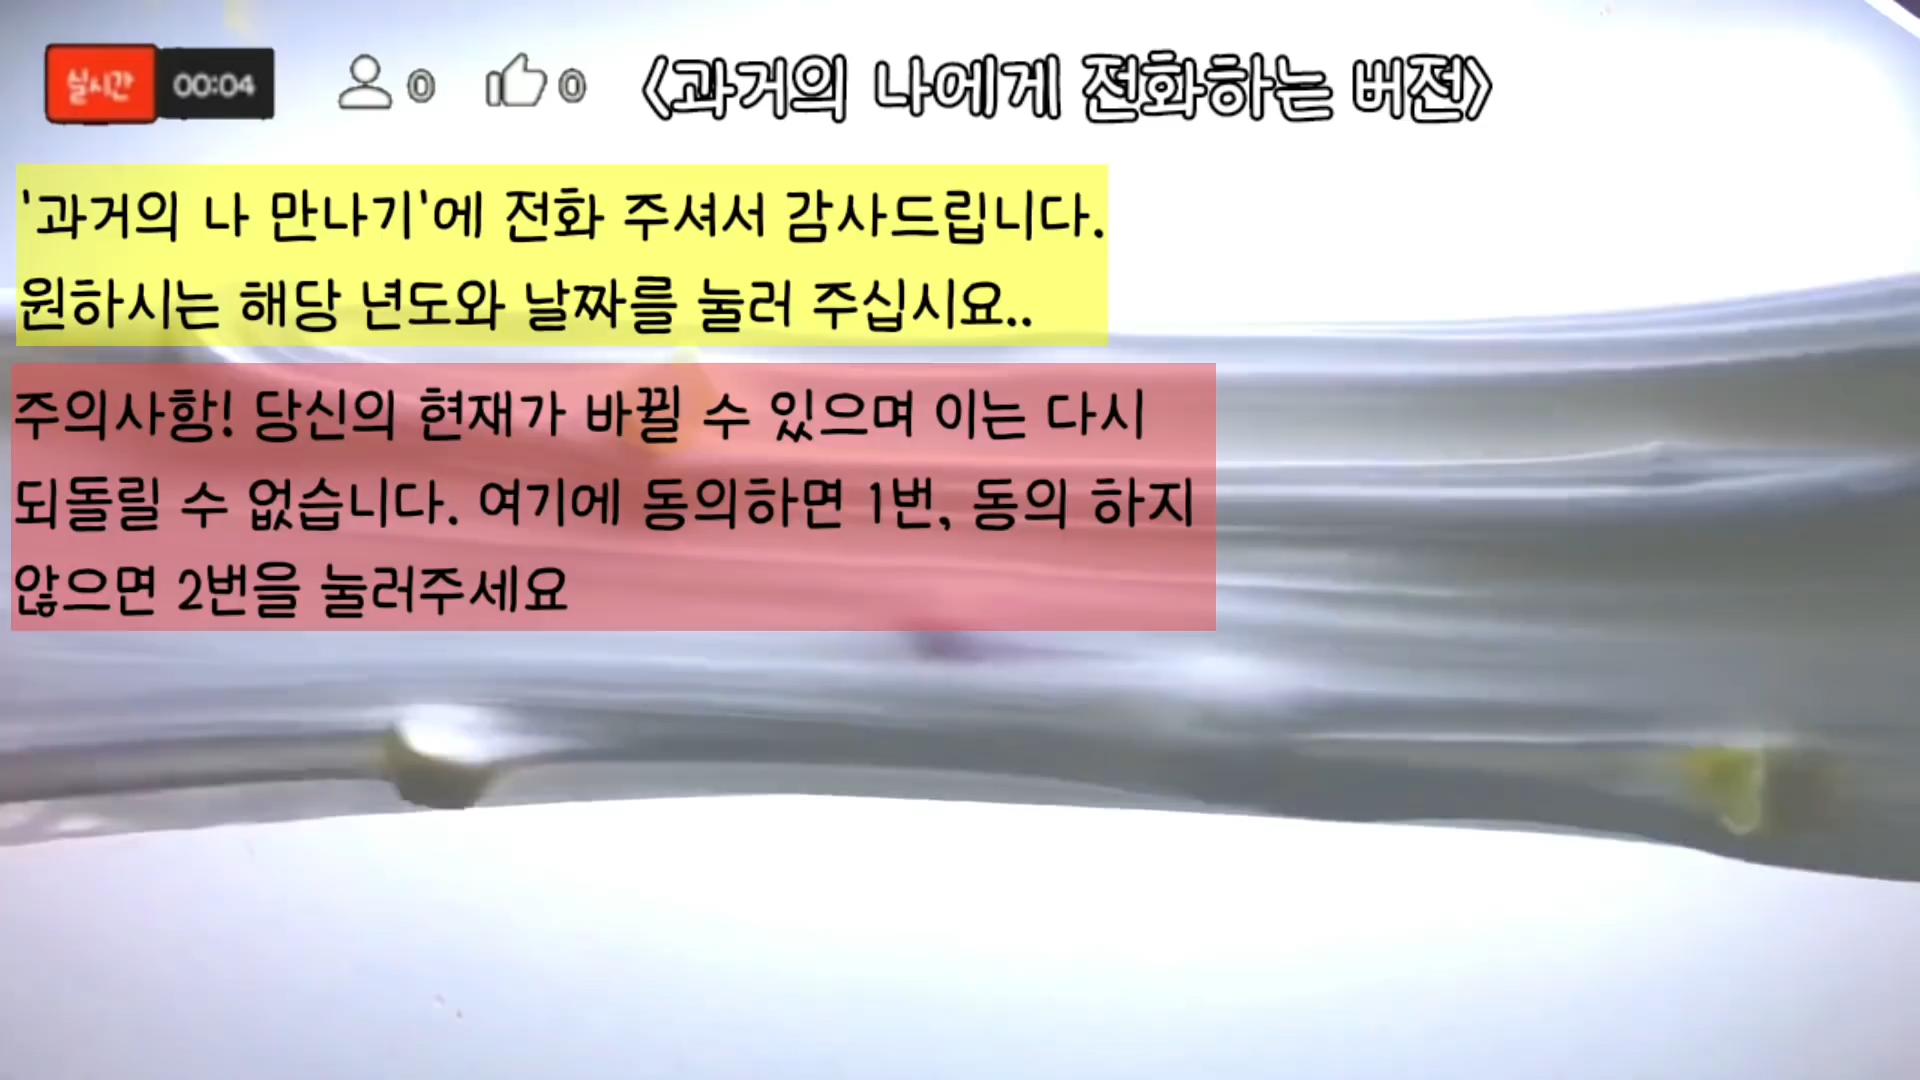 실시간 00:04 0 0 <과거의 나에게 전화하는 버전>
'과거의 나 만나기'에 전화 주셔서 감사드립니다.
원하시는 해당 년도와 날짜를 눌러 주십시요..
주의사항! 당신의 현재가 바뀔 수 있으며 이는 다시
되돌릴 수 없습니다. 여기에 동의하면 1번, 동의 하지
않으면 2번을 눌러주세요